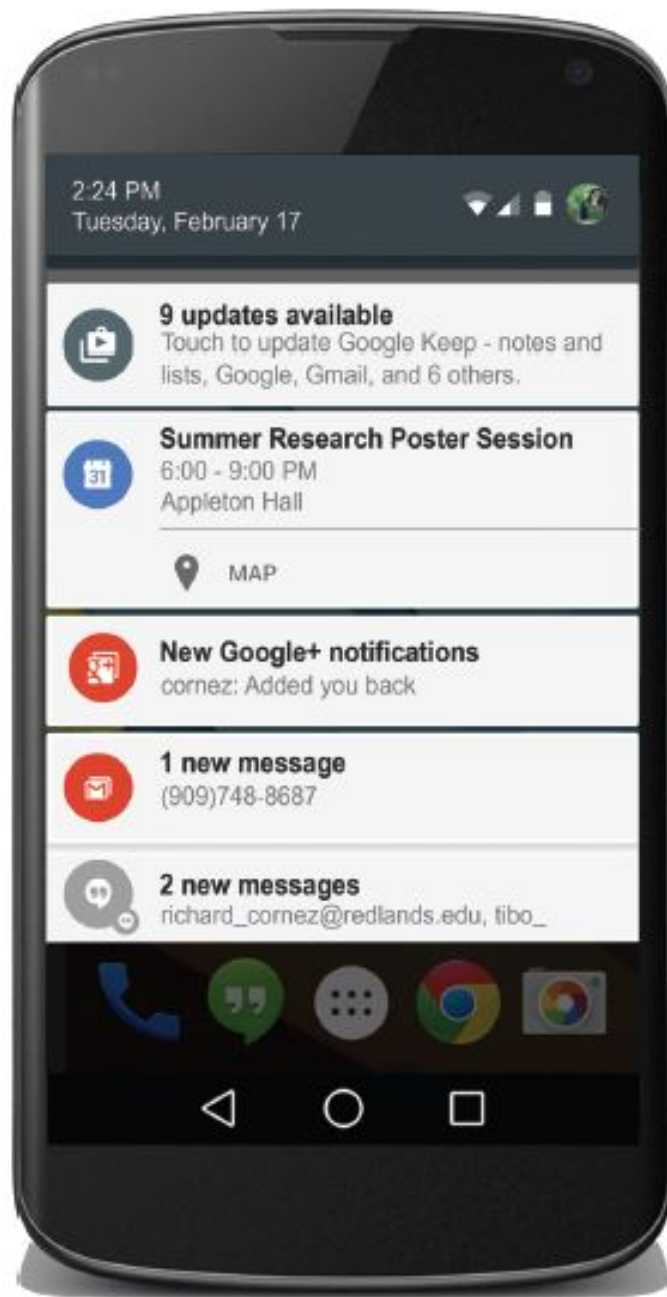 2:24 PM
Tuesday, February 17
9 updates available
Touch to update Google Keep - notes and
lists, Google, Gmail, and 6 others.
31
Summer Research Poster Session
6:00 - 9:00 PM
Appleton Hall
MAP
New Google+ notifications
cornez: Added you back
1 new message
(909)748-8687
2 new messages
richard_cornez@redlands.edu, tibo_